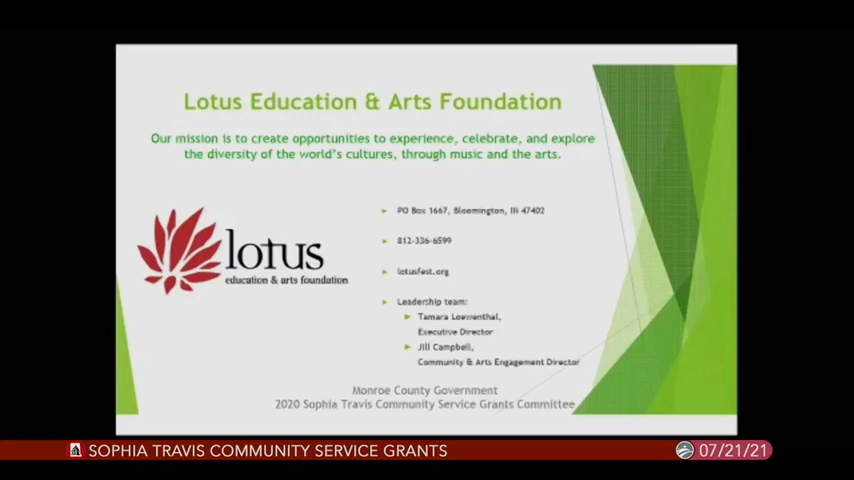 Lotus Education & Arts Foundation
Our mission is to create opportunities to experience, celebrate, and explore
the diversity of the world's cultures, through music and the arts.
lotus
education & arts foundation
PO Box 1667, Bloomington, IN 47402
812-336-6599
lotusfest.org
Leadership team:
Tamara Loewenthal,
Executive Director
Jill Campbell,
Community & Arts Engagement Director
Monroe County Government
2020 Sophia Travis Community Service Grants Committee
SOPHIA TRAVIS COMMUNITY SERVICE GRANTS
07/21/21